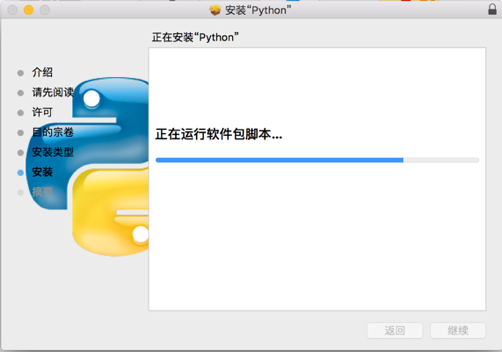 安装“Python”
正在安装“Python”
介绍
请先阅读
许可
目的宗卷
安装类型
安装
摘要
正在运行软件包脚本...
返回
继续